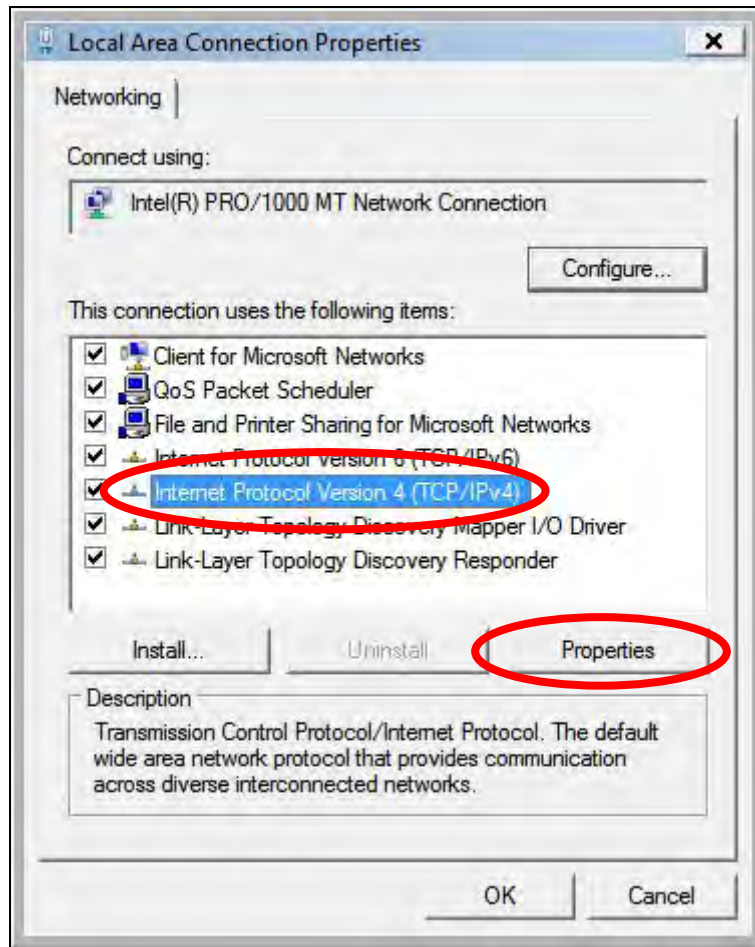 Local Area Connection Properties
Networking
Connect using:
Intel(R) PRO/1000 MT Network Connection
Configure...
This connection uses the following items:
Client for Microsoft Networks
QoS Packet Scheduler
File and Printer Sharing for Microsoft Networks
Internet Protocol Version 6 (TCP/IPv6)
Internet Protocol Version 4 (TCP/IPv4)
Link-Layer Topology Discovery Mapper I/O Driver
Link-Layer Topology Discovery Responder
Install... Uninstall Properties
Description
Transmission Control Protocol/Internet Protocol. The default
wide area network protocol that provides communication
across diverse interconnected networks.
OK Cancel